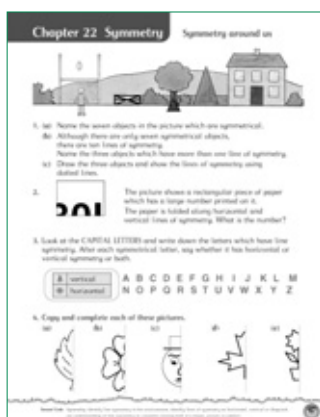 Chapter 22 Symmetry
Symmetry around us
1. (a) Name the seven objects in the picture which are symmetrical.
(b) Although there are only seven symmetrical objects,
there are ten lines of symmetry.
Name the three objects which have more than one line of symmetry.
(c) Draw the three objects and show the lines of symmetry using
dotted lines.
2.
The picture shows a rectangular piece of paper
which has a large number printed on it.
The paper is folded along horizontal and
vertical lines of symmetry. What is the number?
3. Look at the CAPITAL LETTERS and write down the letters which have line
symmetry. After each symmetrical letter, say whether it has horizontal or
vertical symmetry or both.
A vertical
horizontal
A B C D E F G H I J K L M
N O P Q R S T U V W X Y Z
4. Copy and complete each of these pictures.
(a) (b) (c) (d) (e)